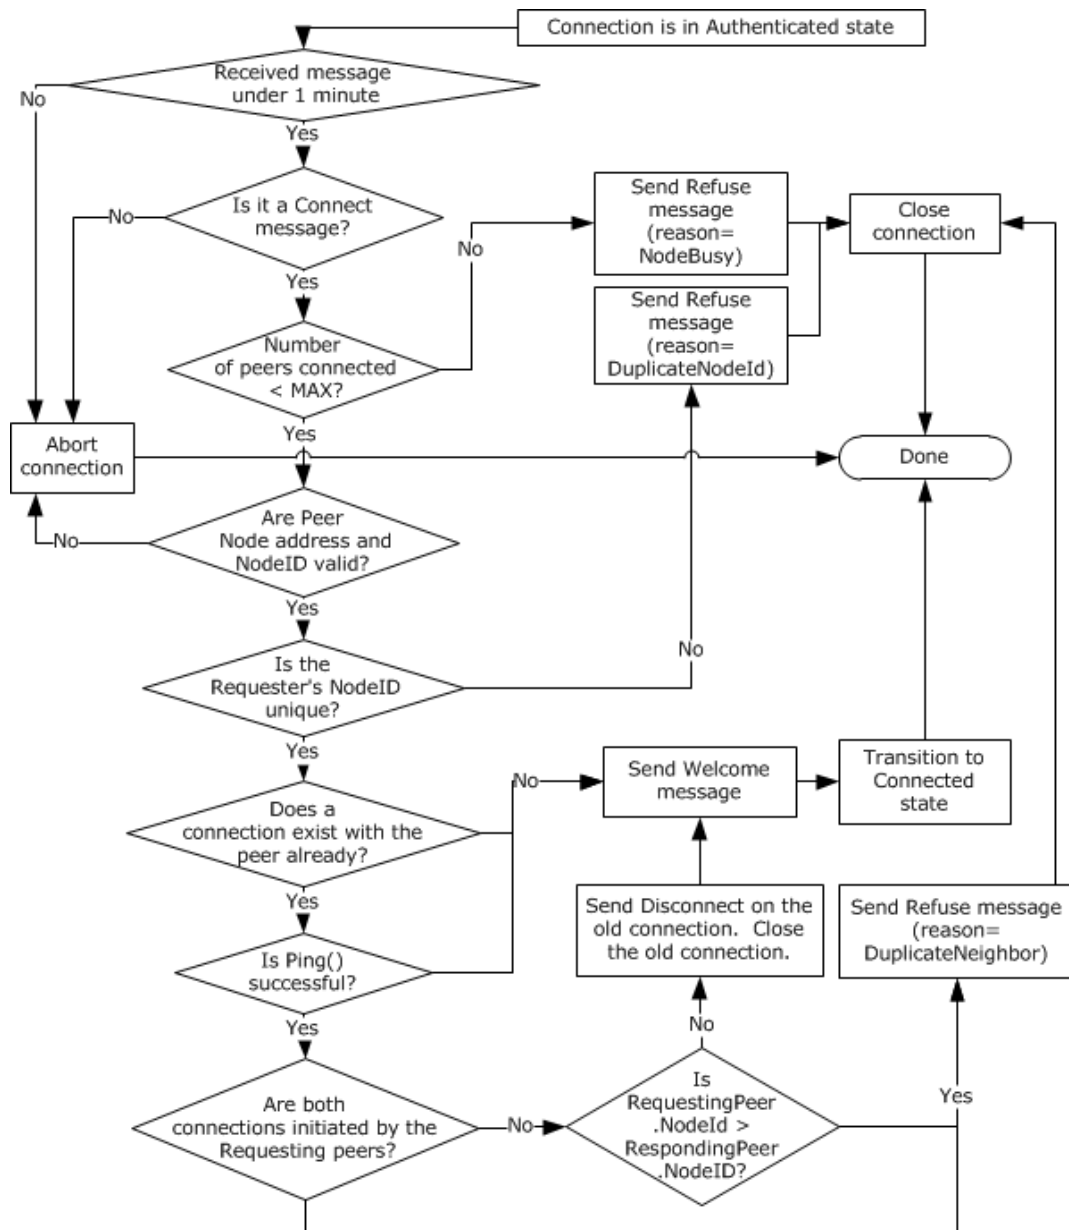 Connection is in Authenticated state
Received message
under 1 minute
No
Yes
Is it a Connect
message?
No
Yes
No
Send Refuse
message
(reason=
NodeBusy)
Close
connection
Send Refuse
message
(reason=
DuplicateNodeId)
Number
of peers connected
< MAX?
Yes
Abort
connection
Done
Are Peer
Node address and
NodeID valid?
No
Yes
Is the
Requester's NodeID
unique?
No
Yes
Does a
connection exist with the
peer already?
No
Send Welcome
message
Transition to
Connected
state
Yes
Is Ping()
successful?
Send Disconnect on the
old connection.  Close
the old connection.
Send Refuse message
(reason=
DuplicateNeighbor)
Yes
No
Are both
connections initiated by the
Requesting peers?
No
Is
RequestingPeer
.NodeId >
RespondingPeer
.NodeID?
Yes